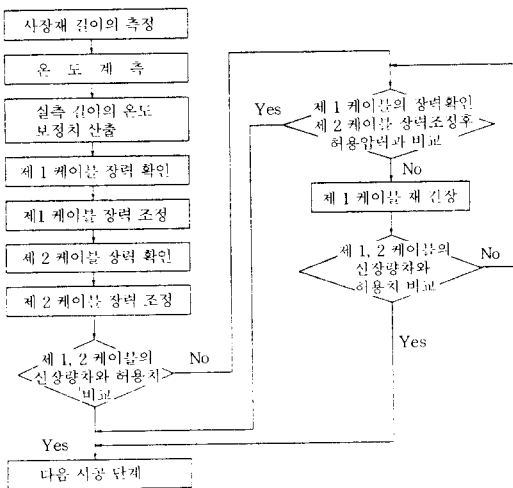 사장재 길이의 측정
온 도 계 측
실측 길이의 온도
보정치 산출
제 1 케이블 장력 확인
제1 케이블 장력 조정
제 2 케이블 장력 확인
제 2 케이블 장력 조정
제 1, 2 케이블의
신장량차와 허용치
비교
No
Yes
다음 시공 단계
Yes
제 1 케이블의 장력확인
제 2 케이블 장력조정후
허용압력과 비교
No
제 1 케이블 재 긴장
제 1, 2 케이블의
신장량차와
허용치 비교
No
Yes